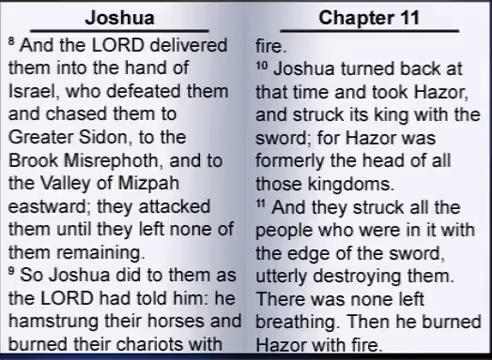 Joshua
⁸ And the LORD delivered
them into the hand of
Israel, who defeated them
and chased them to
Greater Sidon, to the
Brook Misrephoth, and to
the Valley of Mizpah
eastward; they attacked
them until they left none of
them remaining.
⁹ So Joshua did to them as
the LORD had told him: he
hamstrung their horses and
burned their chariots with
Chapter 11
fire.
¹⁰ Joshua turned back at
that time and took Hazor,
and struck its king with the
sword; for Hazor was
formerly the head of all
those kingdoms.
¹¹ And they struck all the
people who were in it with
the edge of the sword,
utterly destroying them.
There was none left
breathing. Then he burned
Hazor with fire.